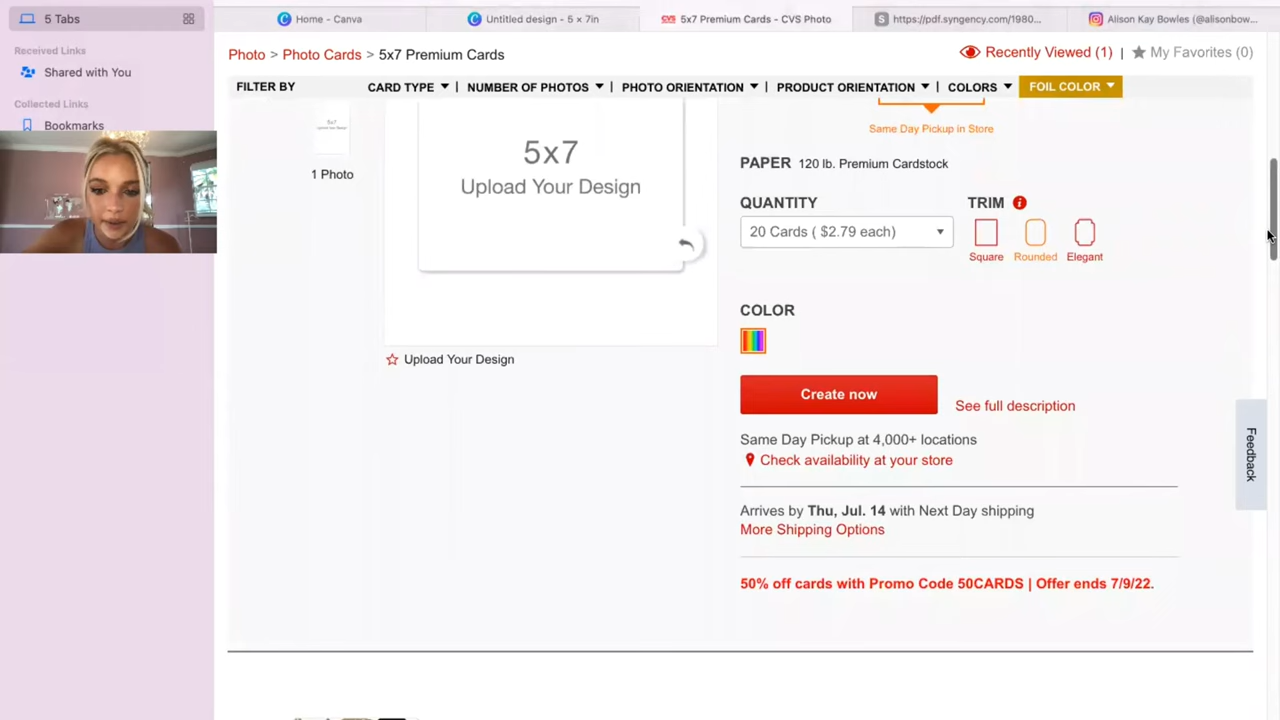 5 Tabs
Received Links
Shared with You
Collected Links
Bookmarks
Home - Canva
Untitled design - 5 × 7in
CVS 5x7 Premium Cards - CVS Photo
S https://pdf.syngency.com/1980...
Alison Kay Bowles (@alisonbow...
Photo > Photo Cards > 5x7 Premium Cards
Recently Viewed (1) | My Favorites (0)
FILTER BY CARD TYPE | NUMBER OF PHOTOS | PHOTO ORIENTATION | PRODUCT ORIENTATION | COLORS FOIL COLOR
5x7
Upload Your Design
1 Photo
5x7
Upload Your Design
Upload Your Design
Same Day Pickup in Store
PAPER 120 lb. Premium Cardstock
QUANTITY
20 Cards ( $2.79 each)
TRIM i
Square Rounded Elegant
COLOR
Create now
See full description
Same Day Pickup at 4,000+ locations
Check availability at your store
Arrives by Thu, Jul. 14 with Next Day shipping
More Shipping Options
50% off cards with Promo Code 50CARDS | Offer ends 7/9/22.
Feedback